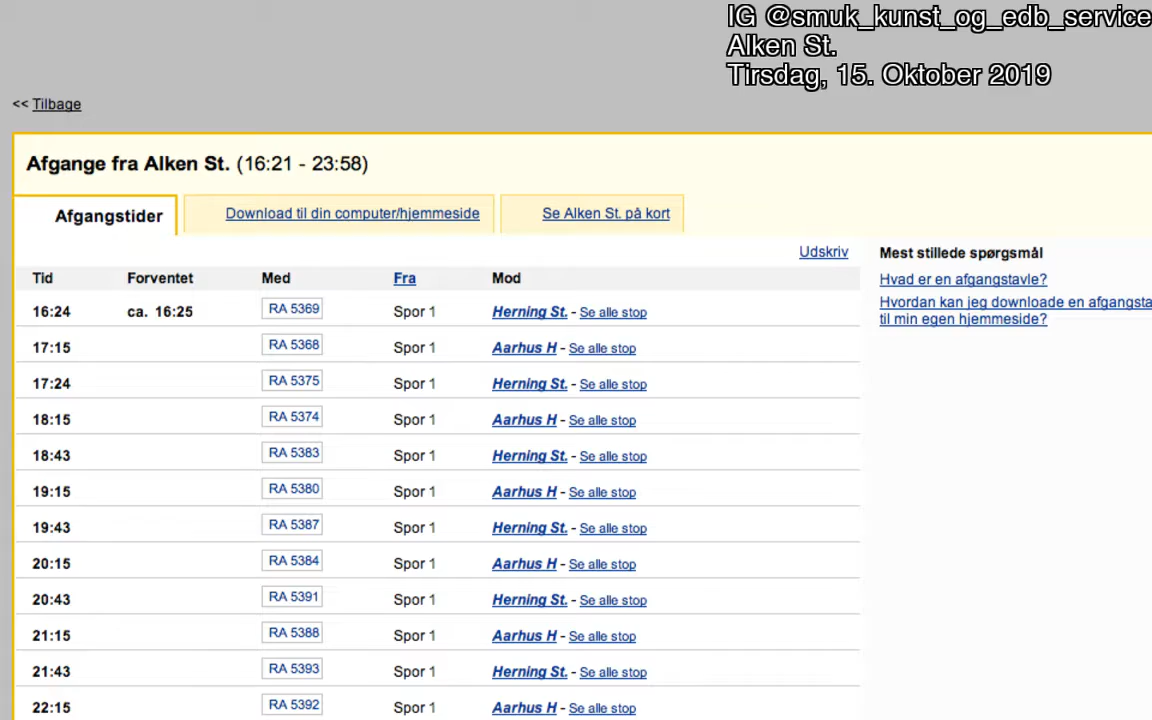 IG @smuk_kunst_og_edb_service
Alken St.
Tirsdag, 15. Oktober 2019
<< Tilbage
Afgange fra Alken St. (16:21 - 23:58)
Afgangstider Download til din computer/hjemmeside Se Alken St. på kort
Udskriv
Tid Forventet Med Fra Mod
16:24 ca. 16:25 RA 5369 Spor 1 Herning St. - Se alle stop
17:15 RA 5368 Spor 1 Aarhus H - Se alle stop
17:24 RA 5375 Spor 1 Herning St. - Se alle stop
18:15 RA 5374 Spor 1 Aarhus H - Se alle stop
18:43 RA 5383 Spor 1 Herning St. - Se alle stop
19:15 RA 5380 Spor 1 Aarhus H - Se alle stop
19:43 RA 5387 Spor 1 Herning St. - Se alle stop
20:15 RA 5384 Spor 1 Aarhus H - Se alle stop
20:43 RA 5391 Spor 1 Herning St. - Se alle stop
21:15 RA 5388 Spor 1 Aarhus H - Se alle stop
21:43 RA 5393 Spor 1 Herning St. - Se alle stop
22:15 RA 5392 Spor 1 Aarhus H - Se alle stop
Mest stillede spørgsmål
Hvad er en afgangstavle?
Hvordan kan jeg downloade en afgangsta
til min egen hjemmeside?